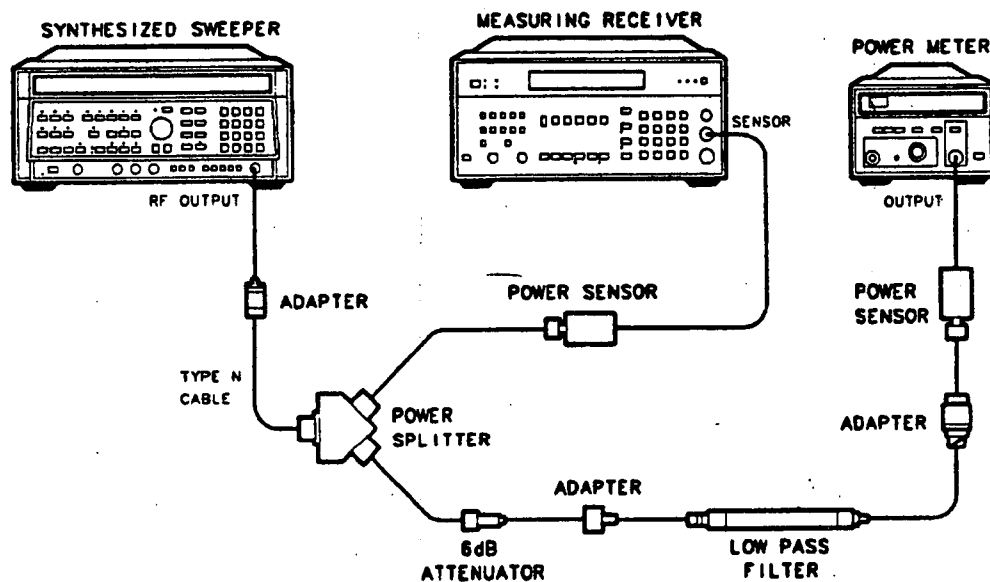 SYNTHESIZED SWEEPER
MEASURING RECEIVER
POWER METER
SENSOR
RF OUTPUT
OUTPUT
ADAPTER
POWER SENSOR
POWER
SENSOR
TYPE N
CABLE
POWER
SPLITTER
ADAPTER
ADAPTER
6dB
ATTENUATOR
LOW PASS
FILTER